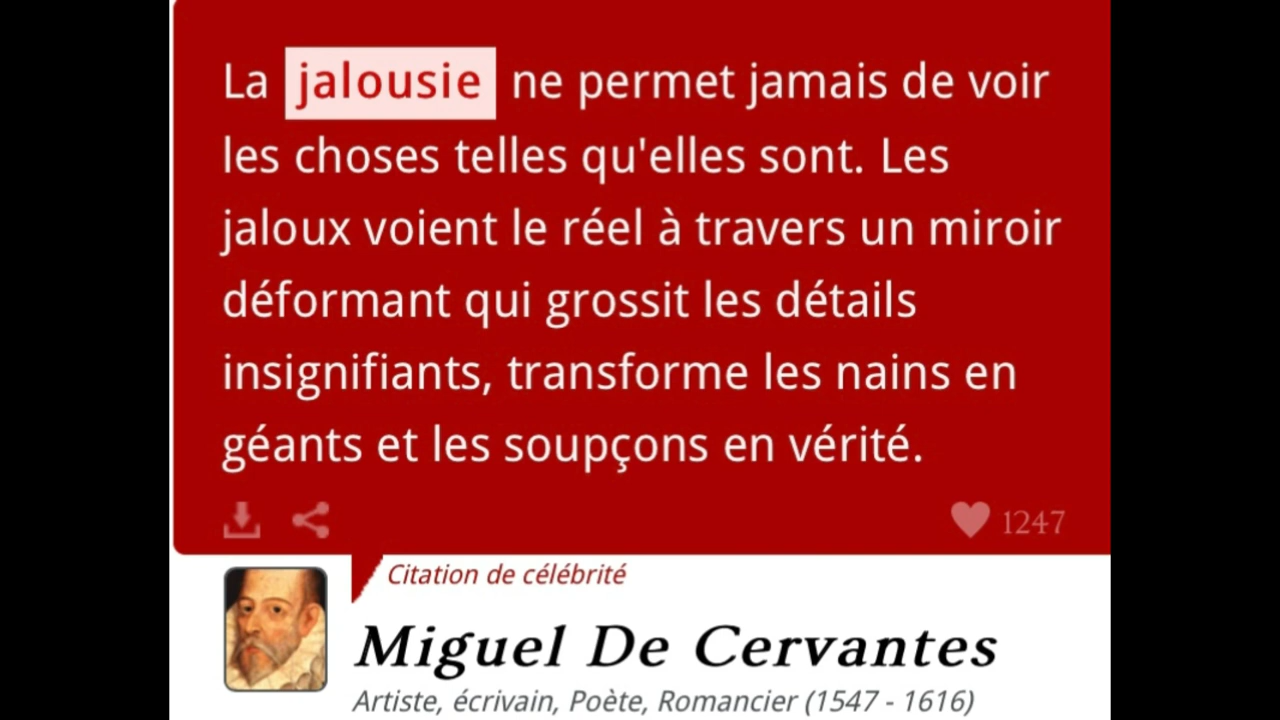 La jalousie ne permet jamais de voir
les choses telles qu'elles sont. Les
jaloux voient le réel à travers un miroir
déformant qui grossit les détails
insignifiants, transforme les nains en
géants et les soupçons en vérité.
1247
Citation de célébrité
Miguel De Cervantes
Artiste, écrivain, Poète, Romancier (1547 - 1616)